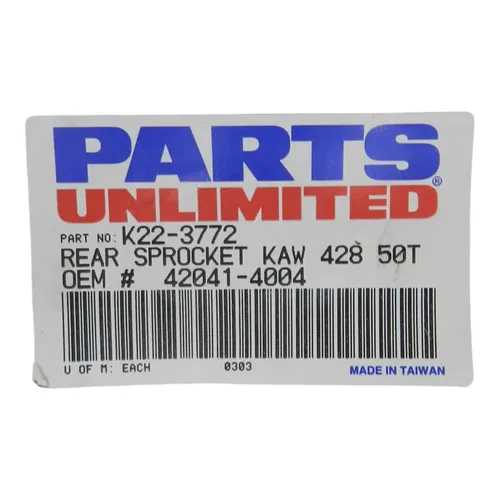 PARTS
UNLIMITED®
PART NO: K22-3772
REAR SPROCKET KAW 428 50T
OEM # 42041-4004
U OF M: EACH 0303 MADE IN TAIWAN